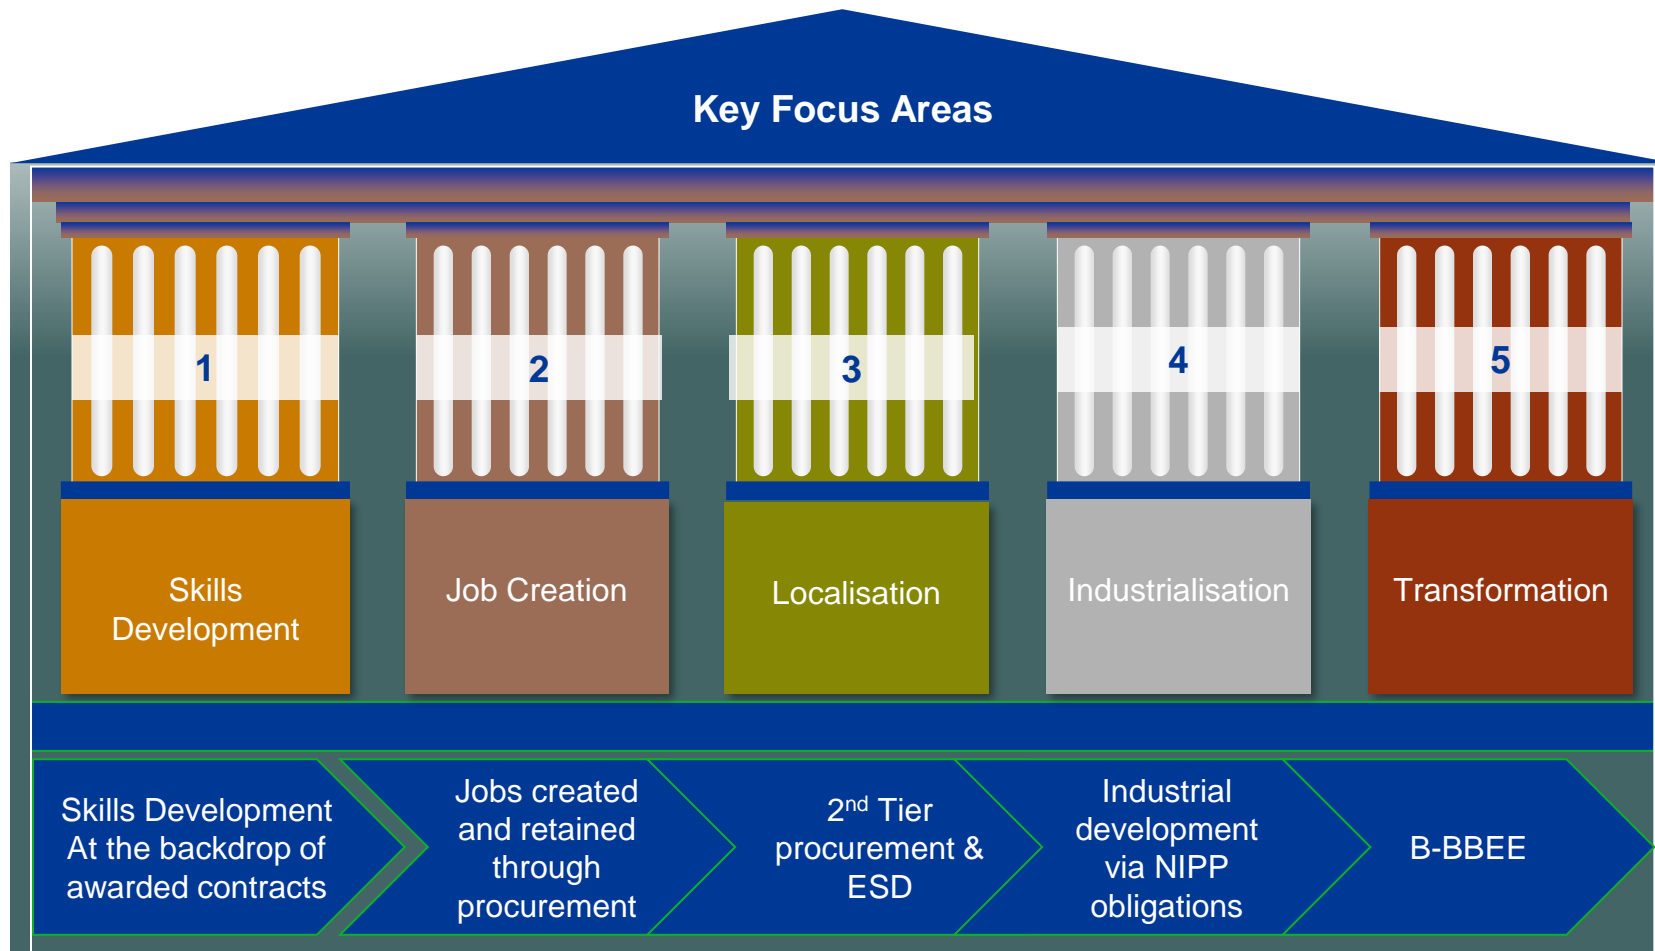 Key Focus Areas
1
2
3
4
5
Skills
Development
Job Creation
Localisation
Industrialisation
Transformation
Skills Development
At the backdrop of
awarded contracts
Jobs created
and retained
through
procurement
2nd Tier
procurement &
ESD
Industrial
development
via NIPP
obligations
B-BBEE